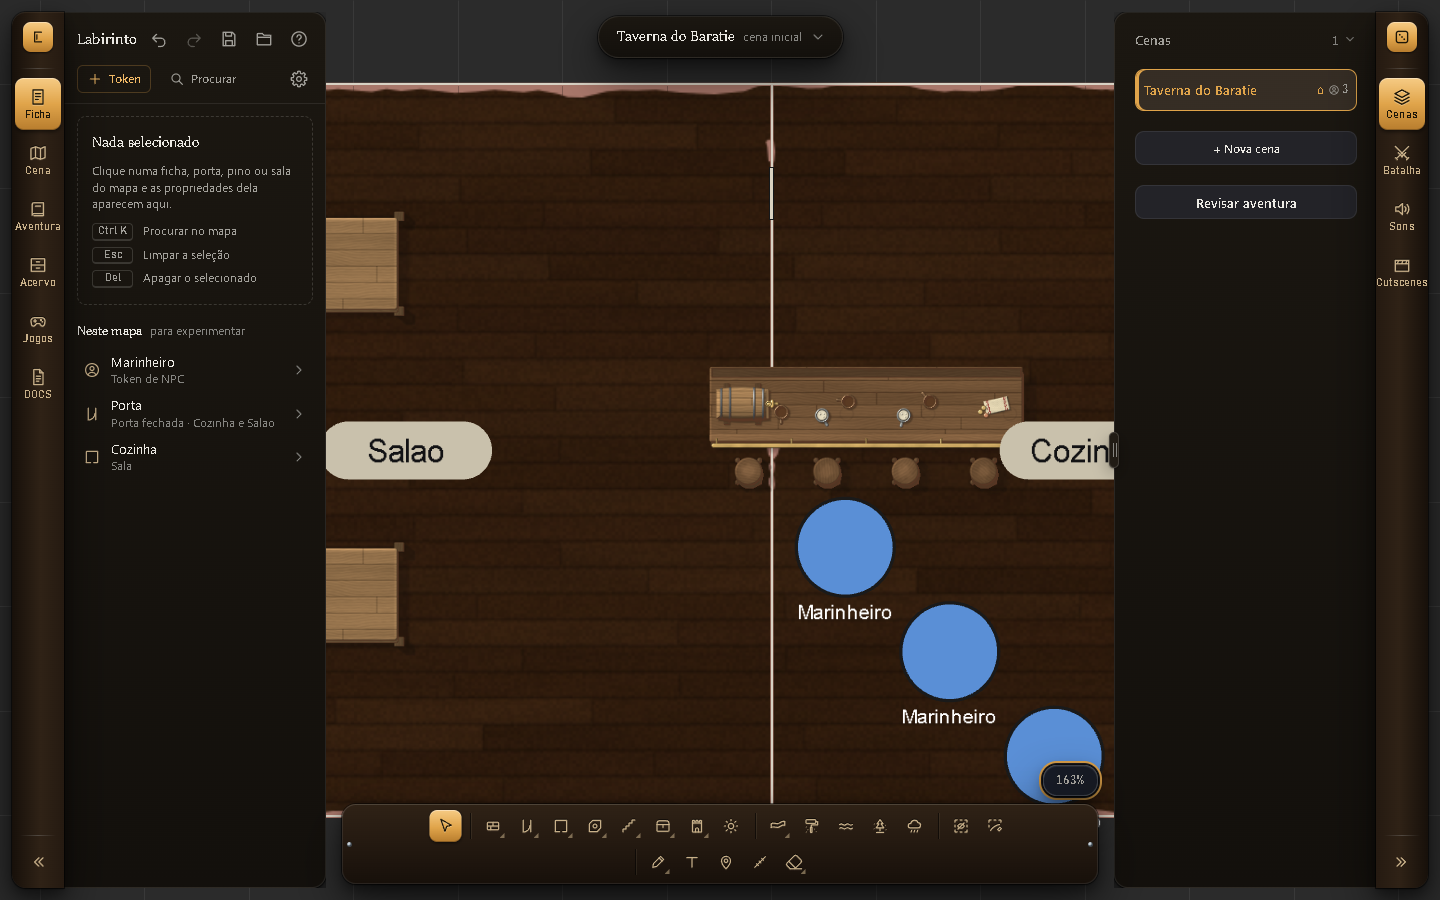 Labirinto
Token
Procurar
Ficha
Cena
Aventura
Acervo
Jogos
DOCS
Nada selecionado
Clique numa ficha, porta, pino ou sala
do mapa e as propriedades dela
aparecem aqui.
Ctrl K Procurar no mapa
Esc Limpar a seleção
Del Apagar o selecionado
Neste mapa para experimentar
Marinheiro
Token de NPC
Porta
Porta fechada · Cozinha e Salao
Cozinha
Sala
Taverna do Baratie cena inicial
Salao
Cozin
Marinheiro
Marinheiro
163%
Cenas 1
Taverna do Baratie 3
+ Nova cena
Revisar aventura
Cenas
Batalha
Sons
Cutscenes